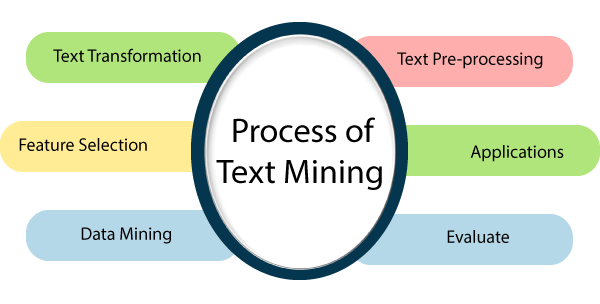 Text Transformation
Text Pre-processing
Feature Selection
Process of
Text Mining
Applications
Data Mining
Evaluate